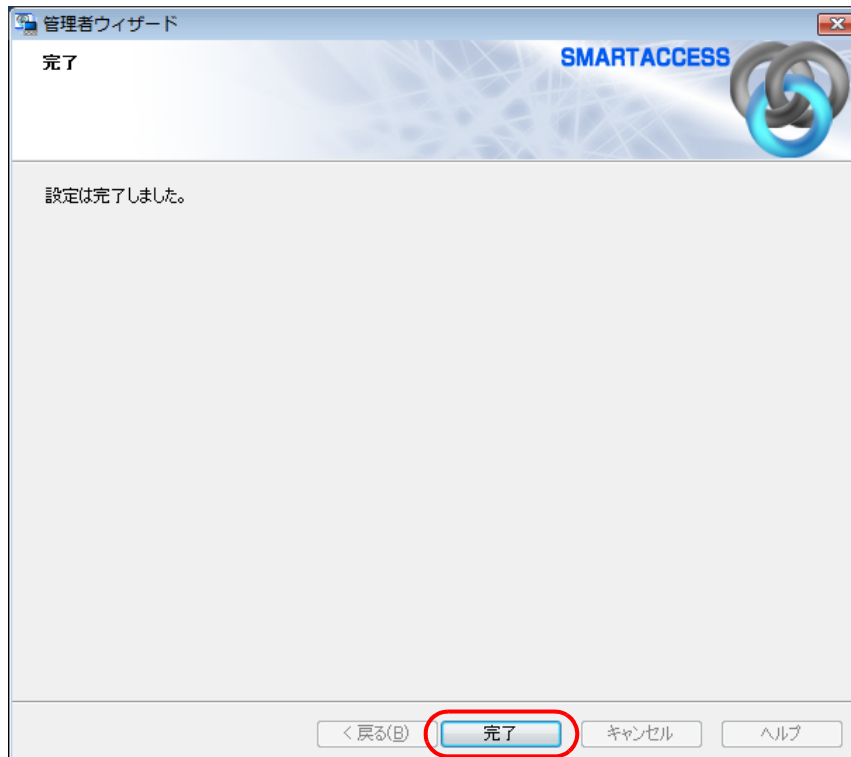 管理者ウィザード
完了
SMARTACCESS
設定は完了しました。
< 戻る(B)
完了
キャンセル
ヘルプ